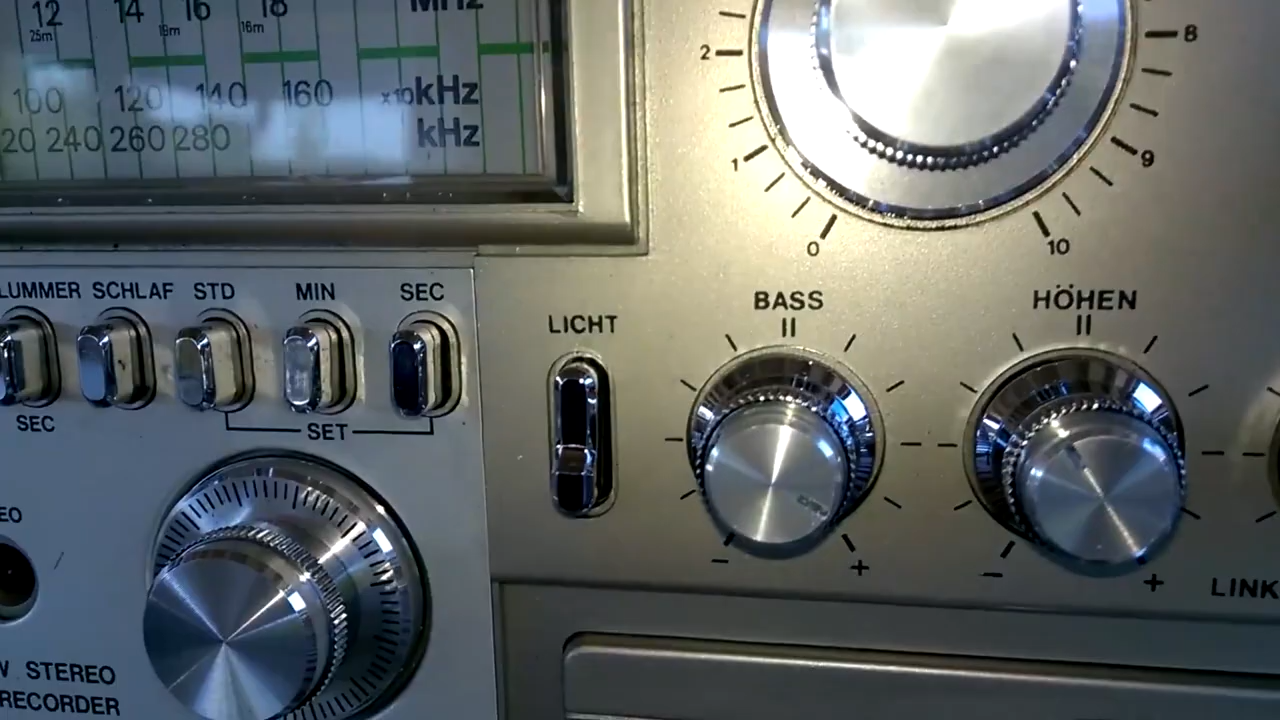 12 14 16 18 MHz
25m 19m 16m
100 120 140 160 x10 kHz
20 240 260 280 kHz
2
1
0
8
9
10
LUMMER SCHLAF STD MIN SEC
SEC
SET
LICHT
BASS
HÖHEN
− +
− +
LINK
EO
W STEREO
RECORDER